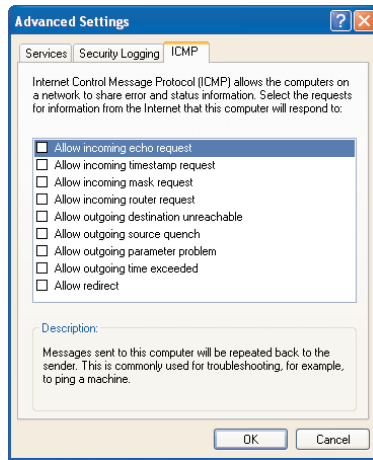 Advanced Settings
Services Security Logging ICMP
Internet Control Message Protocol (ICMP) allows the computers on
a network to share error and status information. Select the requests
for information from the Internet that this computer will respond to:
Allow incoming echo request
Allow incoming timestamp request
Allow incoming mask request
Allow incoming router request
Allow outgoing destination unreachable
Allow outgoing source quench
Allow outgoing parameter problem
Allow outgoing time exceeded
Allow redirect
Description:
Messages sent to this computer will be repeated back to the
sender. This is commonly used for troubleshooting, for example,
to ping a machine.
OK Cancel